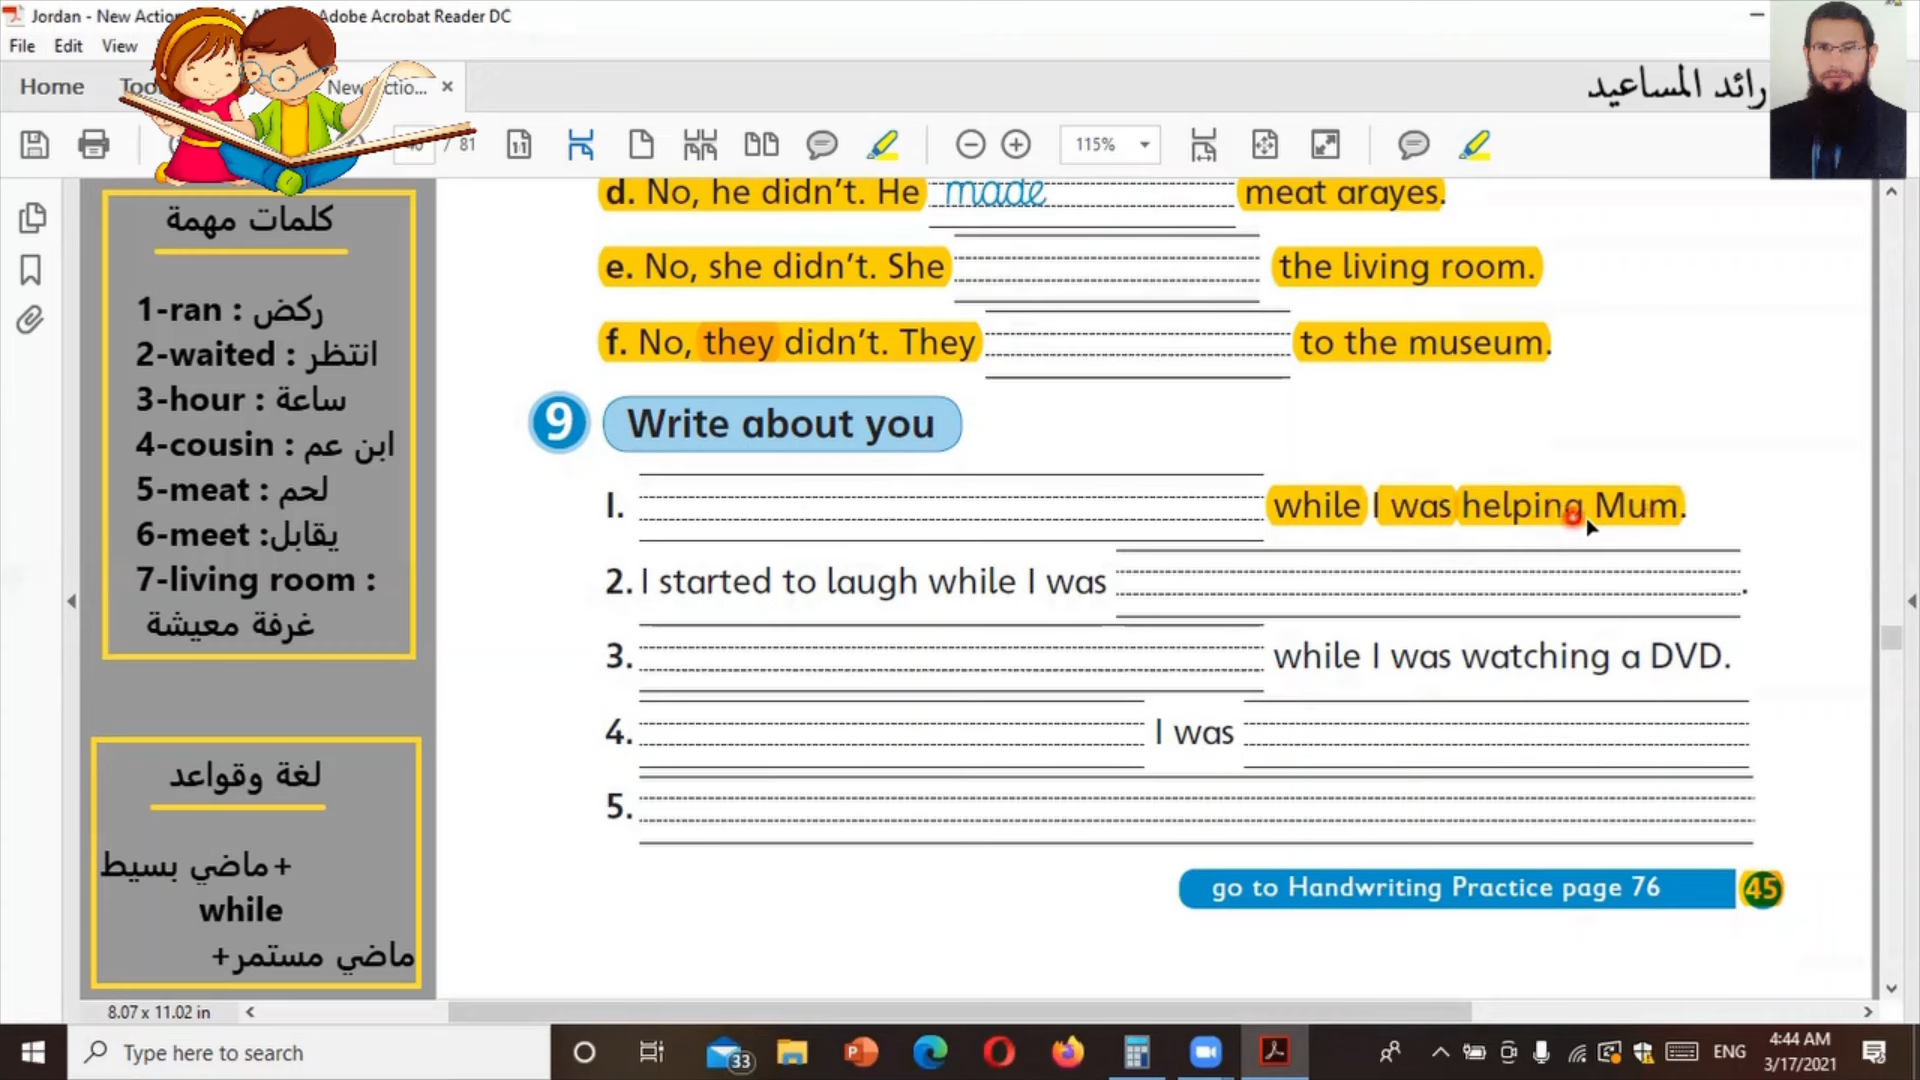 Jordan - New Action
Adobe Acrobat Reader DC
File Edit View
Home
رائد المساعيد
/ 81
115%
كلمات مهمة
1-ran : ركض
2-waited : انتظر
3-hour : ساعة
4-cousin : ابن عم
5-meat : لحم
6-meet :يقابل
7-living room :
غرفة معيشة
لغة وقواعد
ماضي بسيط+
while
+ماضي مستمر
d. No, he didn't. He made meat arayes.
e. No, she didn't. She the living room.
f. No, they didn't. They to the museum.
9 Write about you
1. while I was helping Mum.
2. I started to laugh while I was .
3. while I was watching a DVD.
4. I was
5.
go to Handwriting Practice page 76 45
8.07 x 11.02 in
Type here to search
33
ENG
4:44 AM
3/17/2021